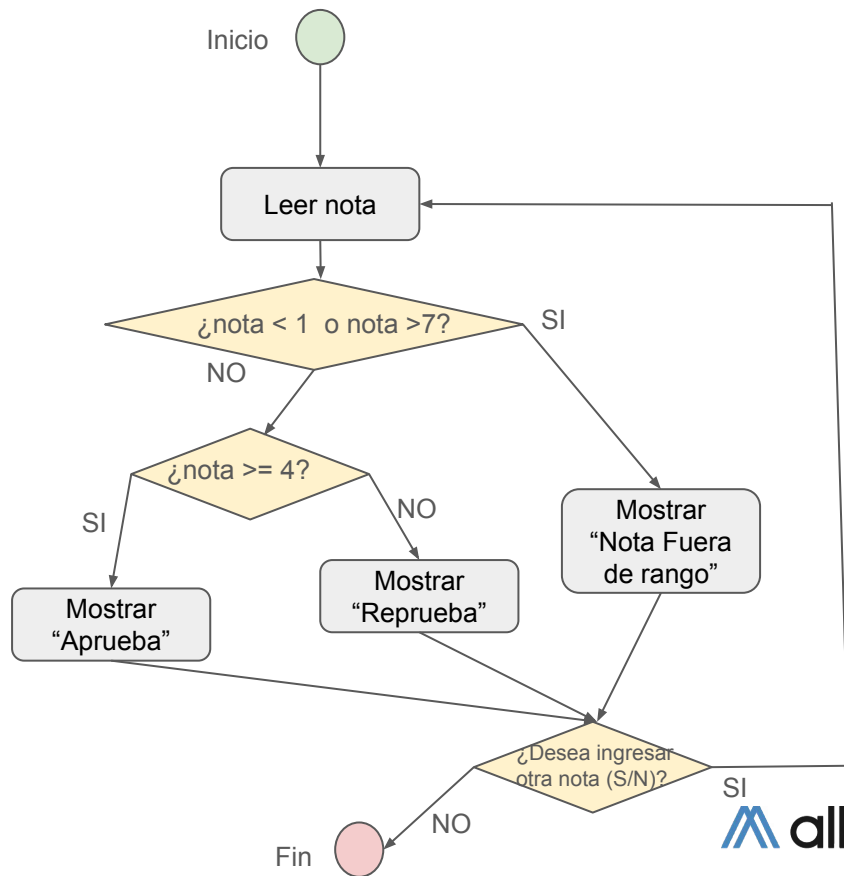 Inicio
Leer nota
¿nota < 1 o nota >7?
SI
NO
¿nota >= 4?
SI
NO
Mostrar
“Nota Fuera
de rango”
Mostrar
“Aprueba”
Mostrar
“Reprueba”
¿Desea ingresar
otra nota (S/N)?
SI
NO
Fin
all